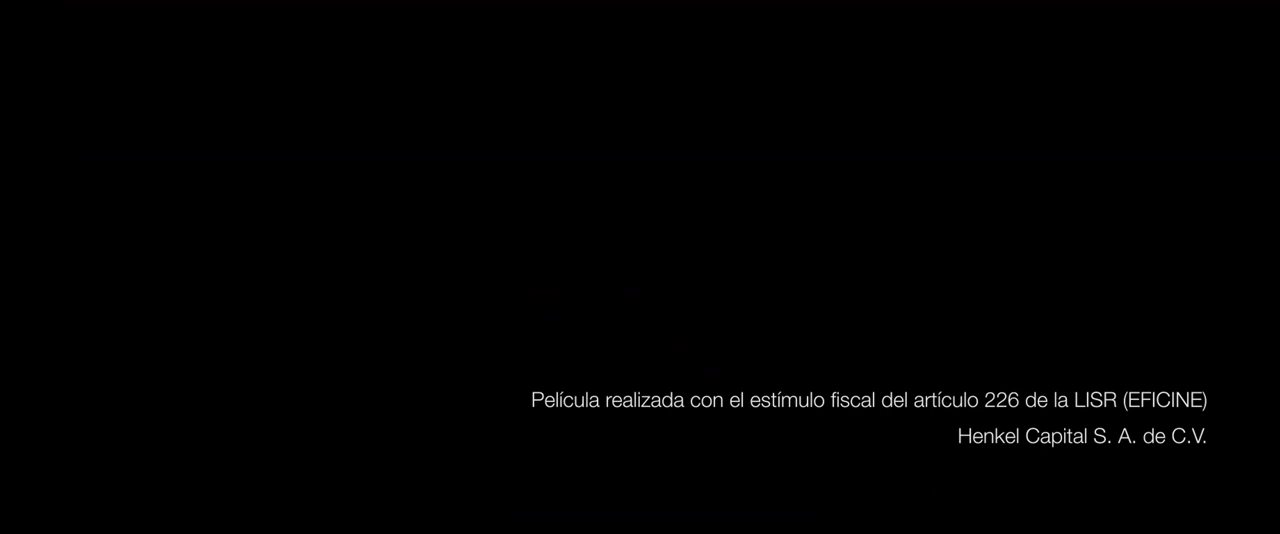 Película realizada con el estímulo fiscal del artículo 226 de la LISR (EFICINE)
Henkel Capital S. A. de C.V.